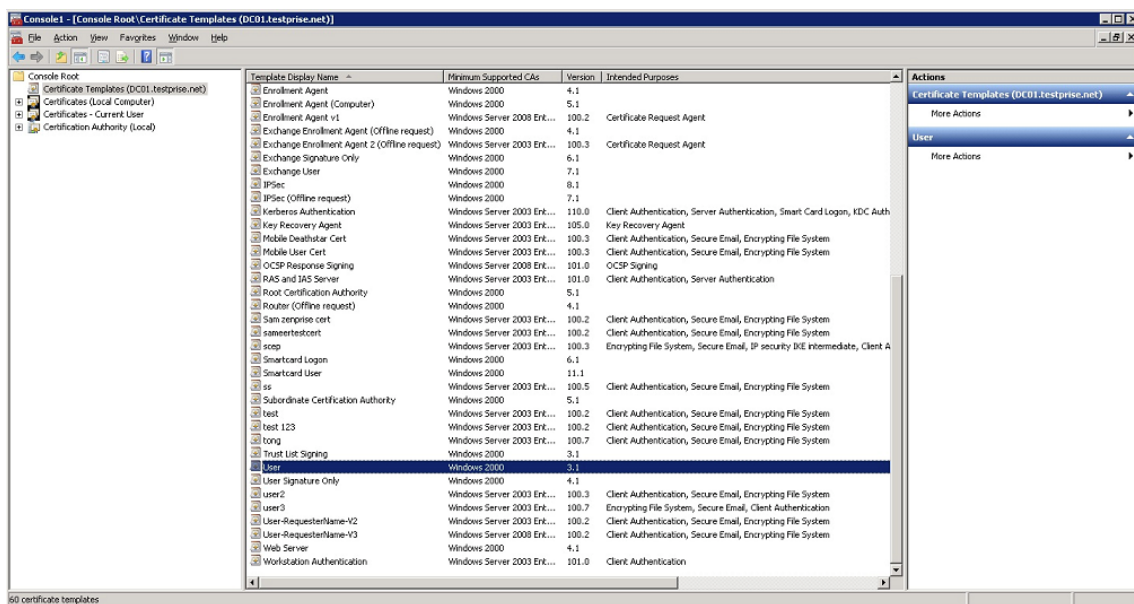 Console1 - [Console Root\Certificate Templates (DC01.testprise.net)]
File Action View Favorites Window Help
Console Root
Certificate Templates (DC01.testprise.net)
Certificates (Local Computer)
Certificates - Current User
Certification Authority (Local)
Template Display Name Minimum Supported CAs Version Intended Purposes
Enrollment Agent Windows 2000 4.1
Enrollment Agent (Computer) Windows 2000 5.1
Enrollment Agent v1 Windows Server 2008 Ent... 100.2 Certificate Request Agent
Exchange Enrollment Agent (Offline request) Windows 2000 4.1
Exchange Enrollment Agent 2 (Offline request) Windows Server 2003 Ent... 100.3 Certificate Request Agent
Exchange Signature Only Windows 2000 6.1
Exchange User Windows 2000 7.1
IPSec Windows 2000 8.1
IPSec (Offline request) Windows 2000 7.1
Kerberos Authentication Windows Server 2003 Ent... 110.0 Client Authentication, Server Authentication, Smart Card Logon, KDC Auth
Key Recovery Agent Windows Server 2003 Ent... 105.0 Key Recovery Agent
Mobile Deathstar Cert Windows Server 2003 Ent... 100.3 Client Authentication, Secure Email, Encrypting File System
Mobile User Cert Windows Server 2003 Ent... 100.3 Client Authentication, Secure Email, Encrypting File System
OCSP Response Signing Windows Server 2008 Ent... 101.0 OCSP Signing
RAS and IAS Server Windows Server 2003 Ent... 101.0 Client Authentication, Server Authentication
Root Certification Authority Windows 2000 5.1
Router (Offline request) Windows 2000 4.1
Sam zenprise cert Windows Server 2003 Ent... 100.2 Client Authentication, Secure Email, Encrypting File System
sameertestcert Windows Server 2003 Ent... 100.2 Client Authentication, Secure Email, Encrypting File System
scep Windows Server 2003 Ent... 100.3 Encrypting File System, Secure Email, IP security IKE intermediate, Client A
Smartcard Logon Windows 2000 6.1
Smartcard User Windows 2000 11.1
ss Windows Server 2003 Ent... 100.5 Client Authentication, Secure Email, Encrypting File System
Subordinate Certification Authority Windows 2000 5.1
test Windows Server 2003 Ent... 100.2 Client Authentication, Secure Email, Encrypting File System
test 123 Windows Server 2003 Ent... 100.2 Client Authentication, Secure Email, Encrypting File System
tong Windows Server 2003 Ent... 100.7 Client Authentication, Secure Email, Encrypting File System
Trust List Signing Windows 2000 3.1
User Windows 2000 3.1
User Signature Only Windows 2000 4.1
user2 Windows Server 2003 Ent... 100.3 Client Authentication, Secure Email, Encrypting File System
user3 Windows Server 2003 Ent... 100.7 Encrypting File System, Secure Email, Client Authentication
User-RequesterName-V2 Windows Server 2003 Ent... 100.2 Client Authentication, Secure Email, Encrypting File System
User-RequesterName-V3 Windows Server 2008 Ent... 100.2 Client Authentication, Secure Email, Encrypting File System
Web Server Windows 2000 4.1
Workstation Authentication Windows Server 2003 Ent... 101.0 Client Authentication
Actions
Certificate Templates (DC01.testprise.net)
More Actions
User
More Actions
60 certificate templates